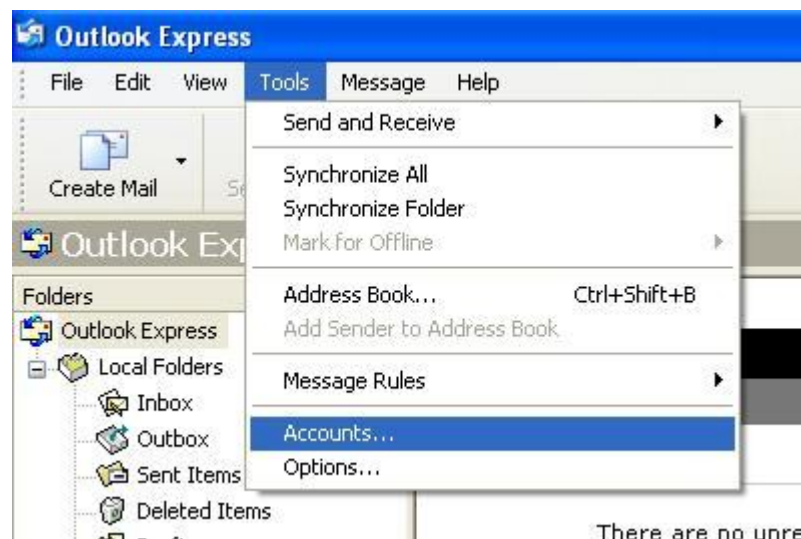 Outlook Express
File Edit View Tools Message Help
Send and Receive
Create Mail
Synchronize All
Synchronize Folder
Mark for Offline
Outlook
Folders
Address Book... Ctrl+Shift+B
Add Sender to Address Book
Outlook Express
Local Folders
Message Rules
Inbox
Outbox
Accounts...
Sent Items
Options...
Deleted Items
There are no